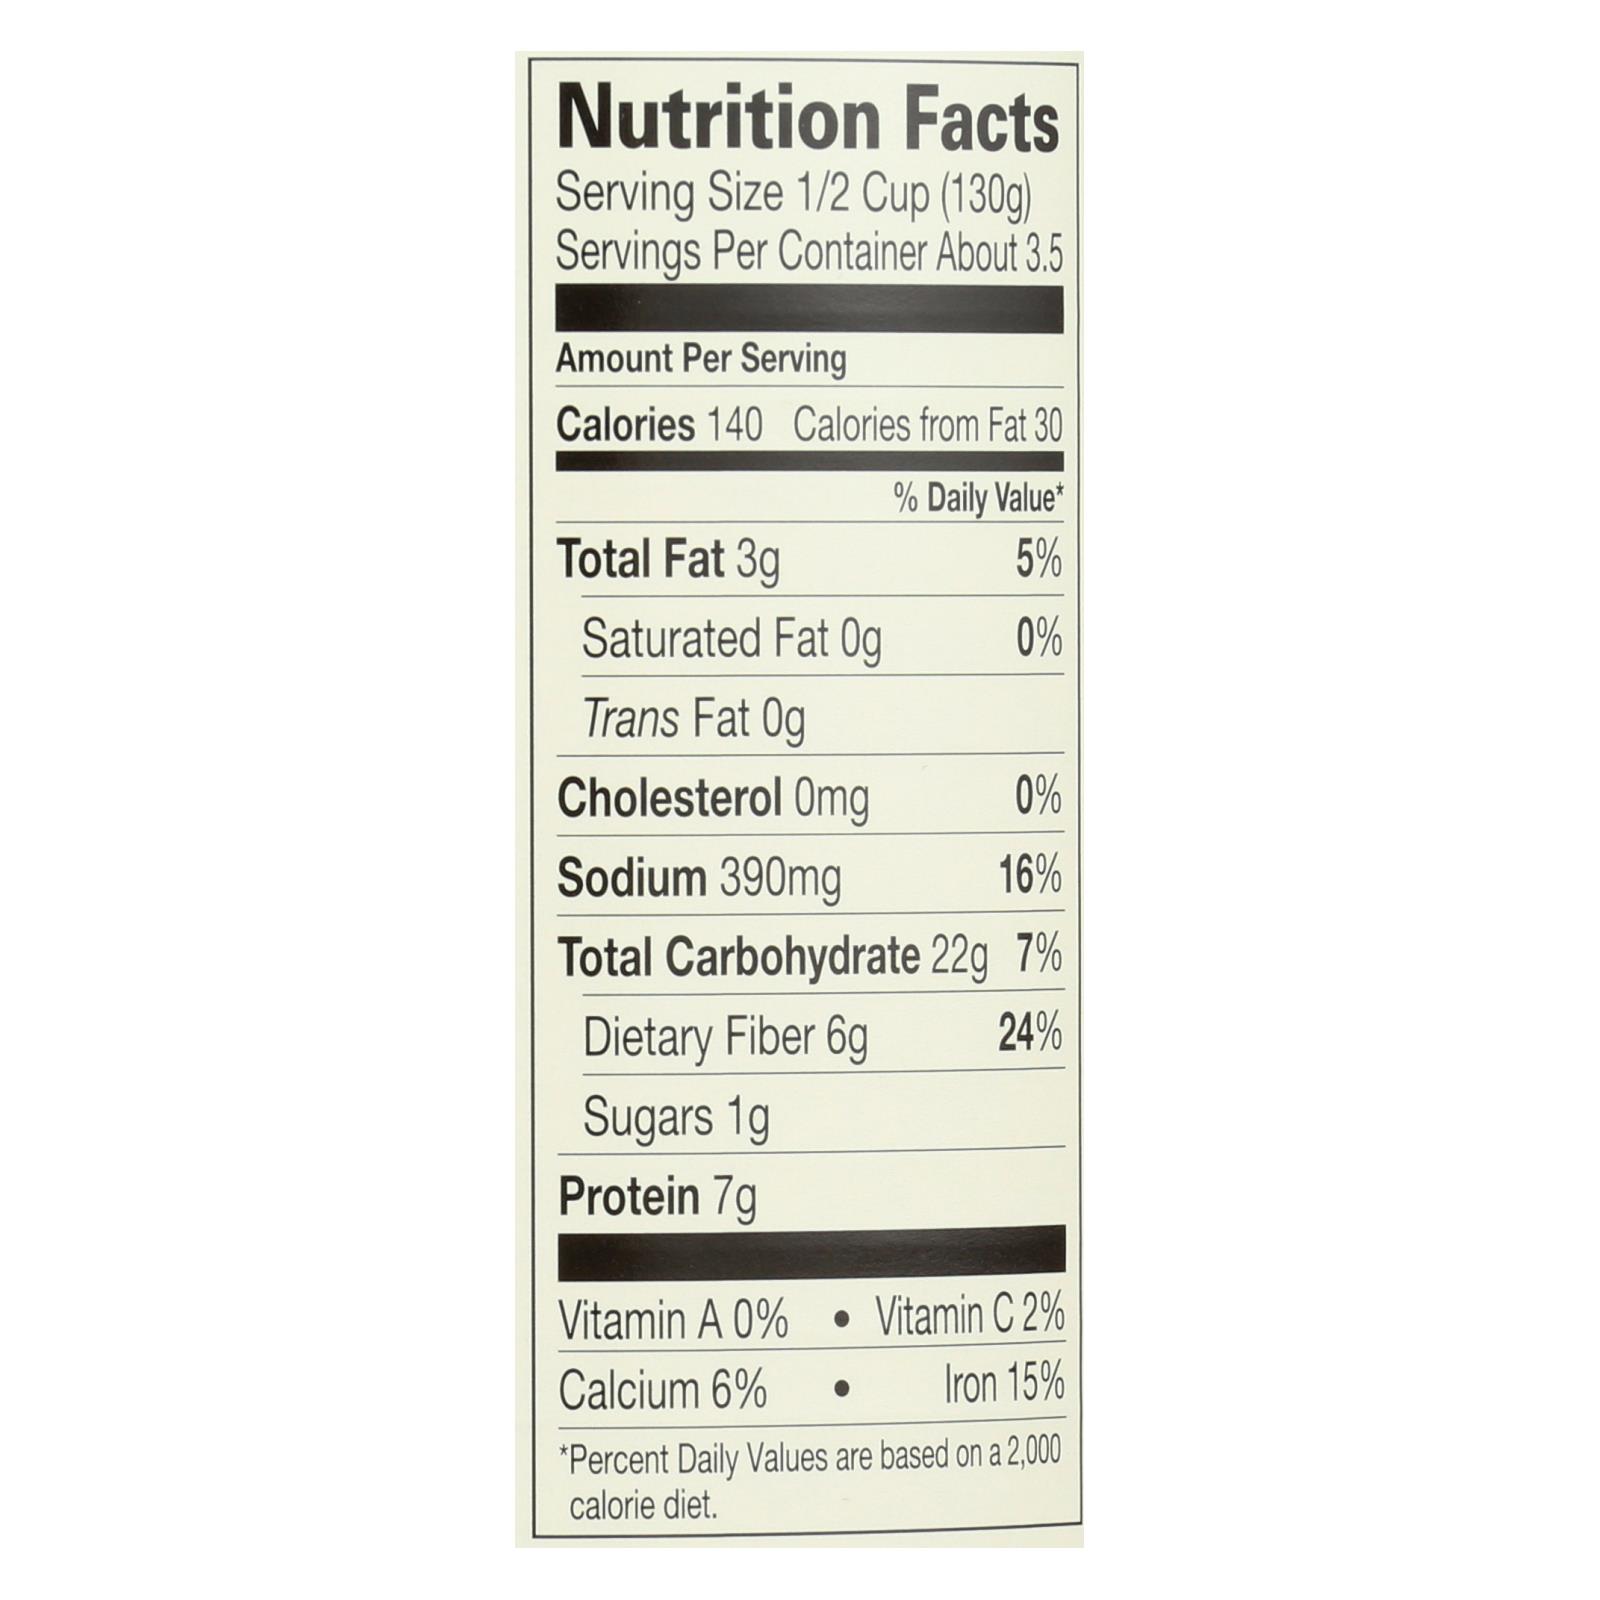 Nutrition Facts
Serving Size 1/2 Cup (130g)
Servings Per Container About 3.5
Amount Per Serving
Calories 140 Calories from Fat 30
% Daily Value*
Total Fat 3g 5%
Saturated Fat 0g 0%
Trans Fat 0g
Cholesterol 0mg 0%
Sodium 390mg 16%
Total Carbohydrate 22g 7%
Dietary Fiber 6g 24%
Sugars 1g
Protein 7g
Vitamin A 0% • Vitamin C 2%
Calcium 6% • Iron 15%
*Percent Daily Values are based on a 2,000
calorie diet.